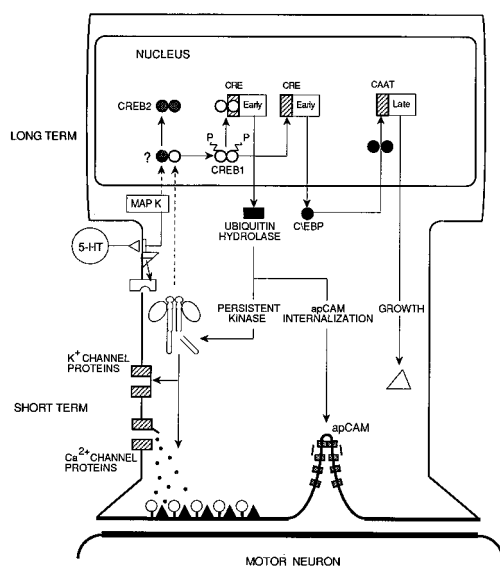 NUCLEUS
CRE
CRE
CAAT
CREB2
Early
Early
Late
LONG TERM
P
P
?
CREB1
MAP K
UBIQUITIN
HYDROLASE
C\EBP
5-HT
PERSISTENT
KINASE
apCAM
INTERNALIZATION
GROWTH
K+ CHANNEL
PROTEINS
SHORT TERM
apCAM
Ca2+ CHANNEL
PROTEINS
MOTOR NEURON